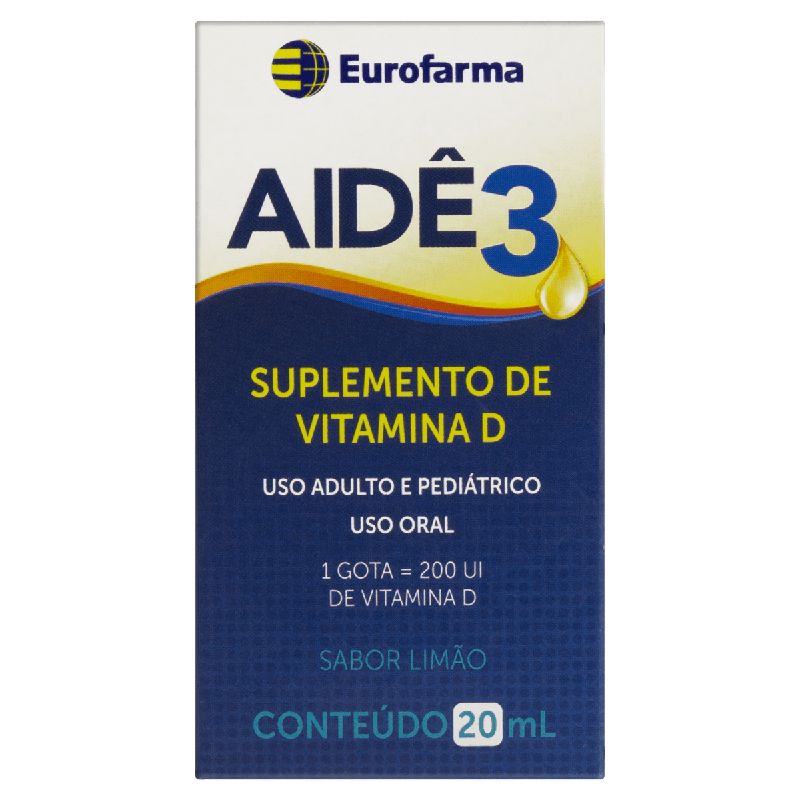 Eurofarma
AIDÊ3
SUPLEMENTO DE
VITAMINA D
USO ADULTO E PEDIÁTRICO
USO ORAL
1 GOTA = 200 UI
DE VITAMINA D
SABOR LIMÃO
CONTEÚDO 20 mL